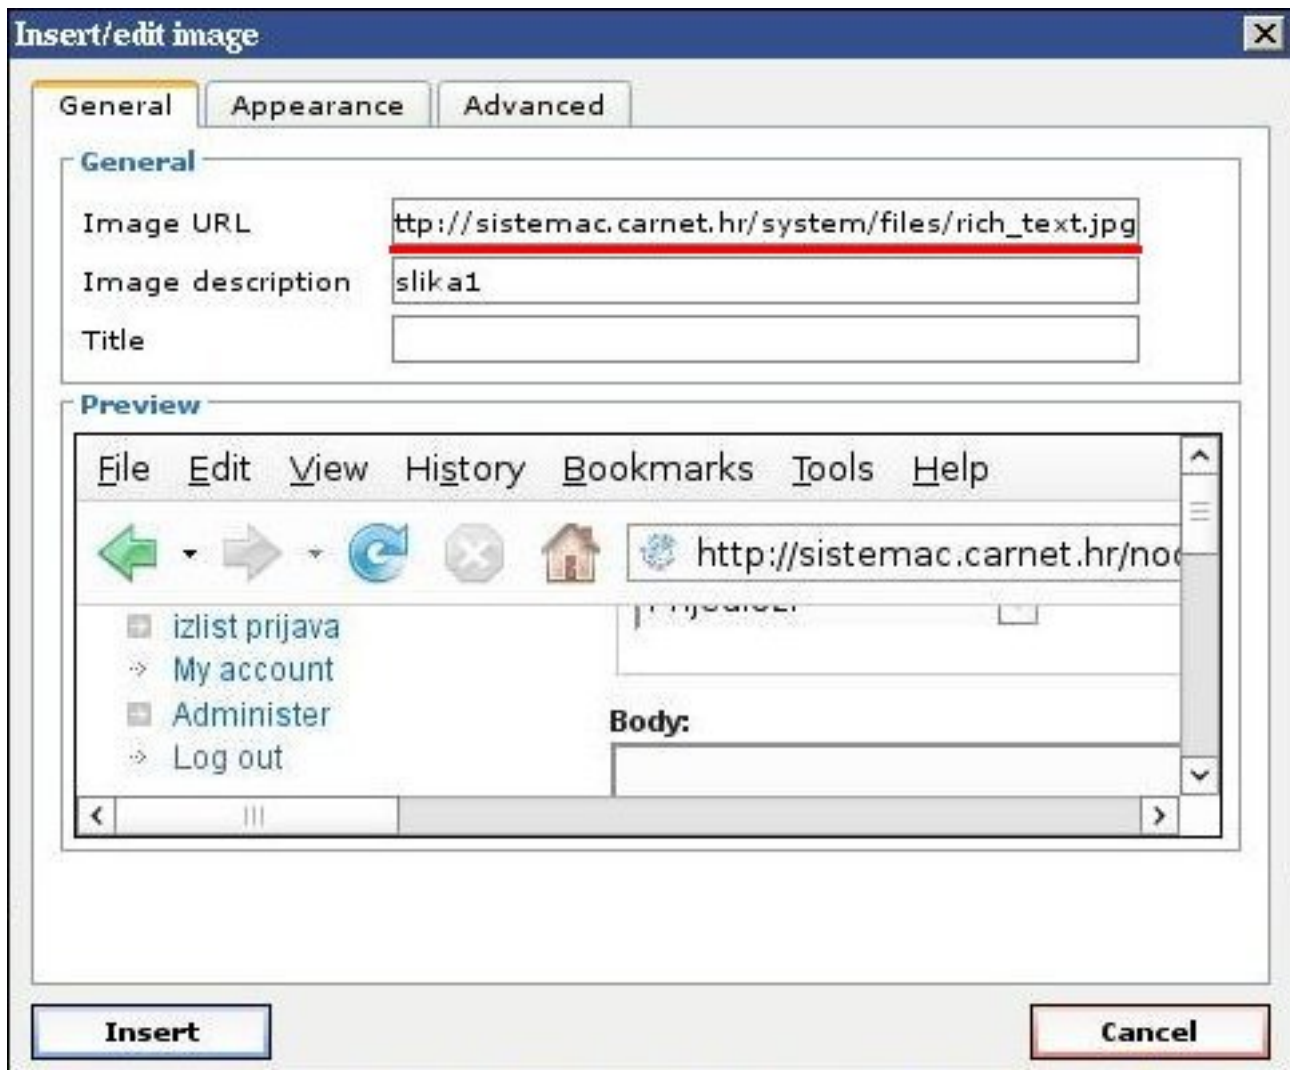 Insert/edit image
General Appearance Advanced
General
Image URL ttp://sistemac.carnet.hr/system/files/rich_text.jpg
Image description slika1
Title
Preview
File Edit View History Bookmarks Tools Help
http://sistemac.carnet.hr/noc
izlist prijava
My account
Administer
Log out
Body:
Insert Cancel